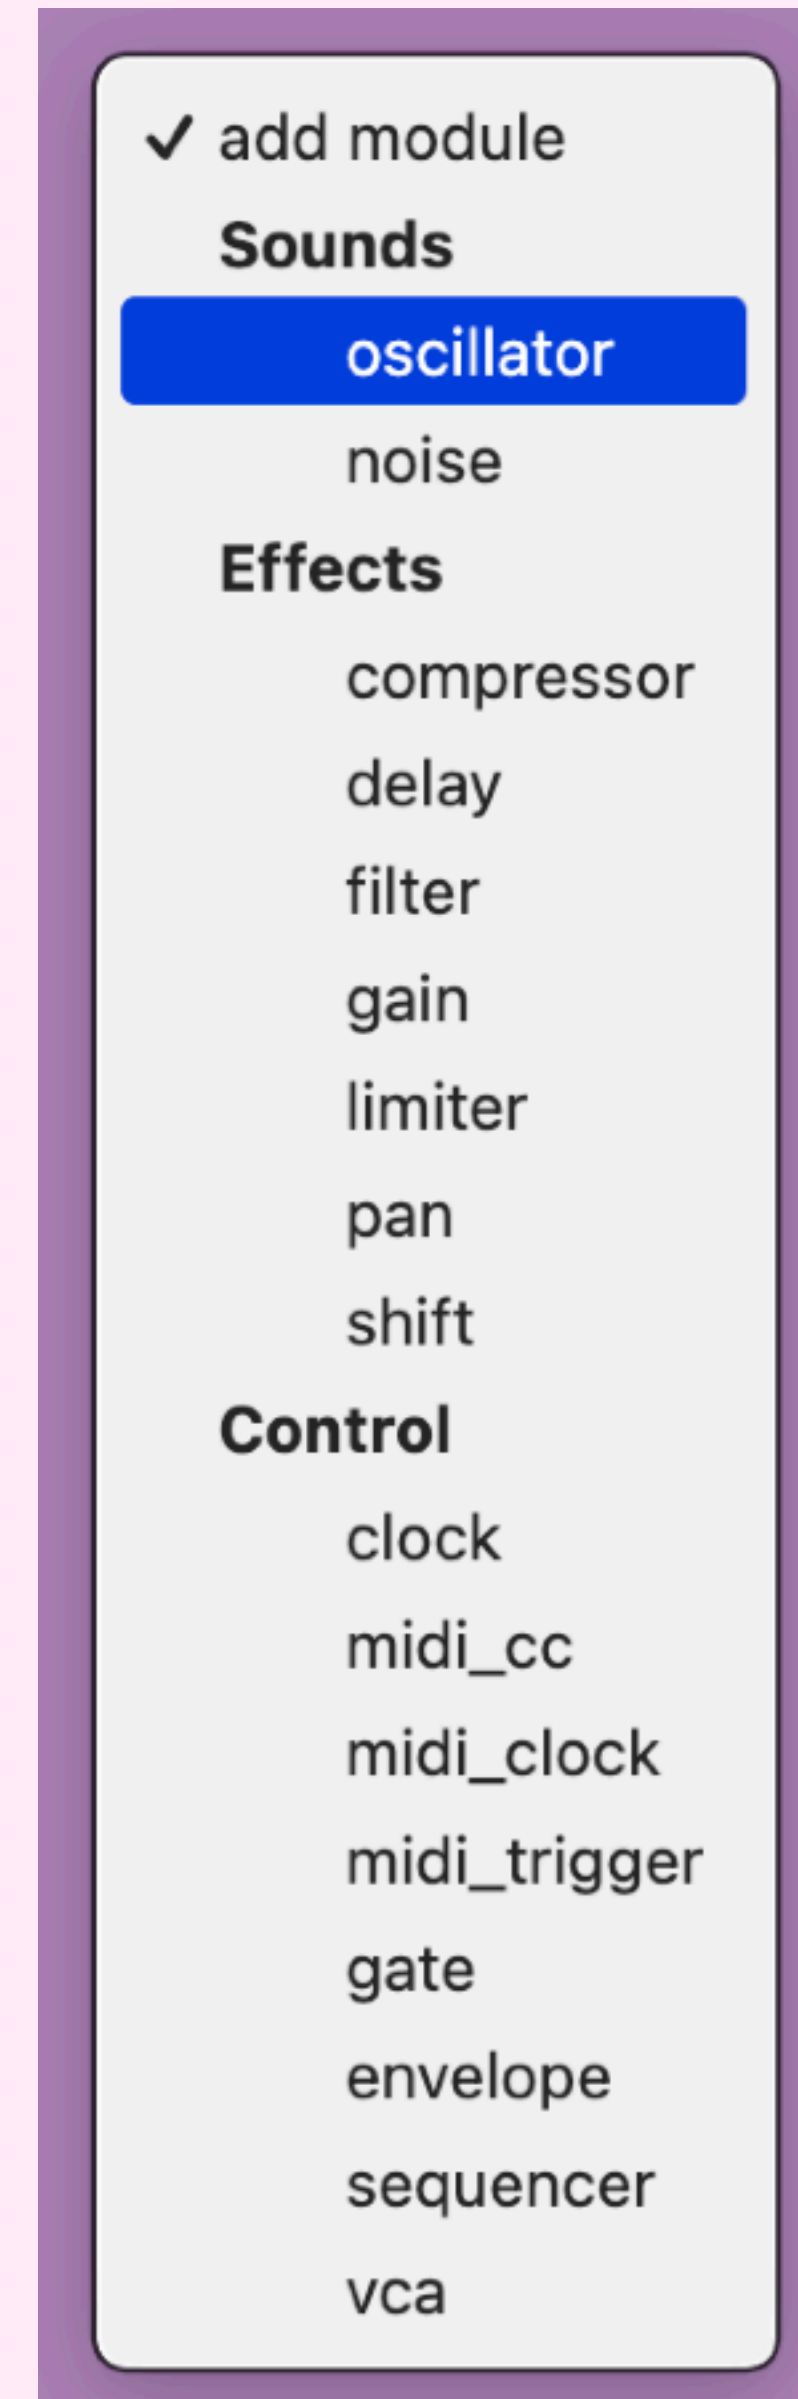 ✓ add module
Sounds
oscillator
noise
Effects
compressor
delay
filter
gain
limiter
pan
shift
Control
clock
midi_cc
midi_clock
midi_trigger
gate
envelope
sequencer
vca